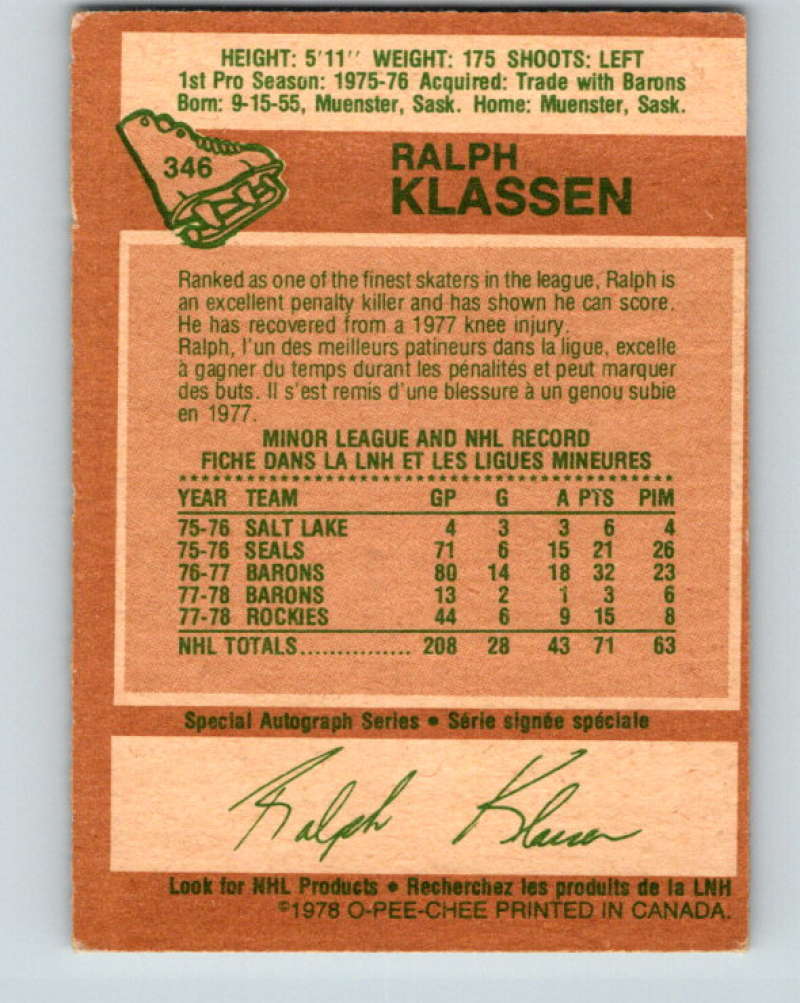 HEIGHT: 5'11'' WEIGHT: 175 SHOOTS: LEFT
1st Pro Season: 1975-76 Acquired: Trade with Barons
Born: 9-15-55, Muenster, Sask. Home: Muenster, Sask.
346
RALPH
KLASSEN
Ranked as one of the finest skaters in the league, Ralph is
an excellent penalty killer and has shown he can score.
He has recovered from a 1977 knee injury.
Ralph, l'un des meilleurs patineurs dans la ligue, excelle
à gagner du temps durant les pénalités et peut marquer
des buts. Il s'est remis d'une blessure à un genou subie
en 1977.
MINOR LEAGUE AND NHL RECORD
FICHE DANS LA LNH ET LES LIGUES MINEURES
YEAR TEAM GP G A PTS PIM
75-76 SALT LAKE 4 3 3 6 4
75-76 SEALS 71 6 15 21 26
76-77 BARONS 80 14 18 32 23
77-78 BARONS 13 2 1 3 6
77-78 ROCKIES 44 6 9 15 8
NHL TOTALS............... 208 28 43 71 63
Special Autograph Series • Série signée spéciale
Ralph Klassen
Look for NHL Products • Recherchez les produits de la LNH
©1978 O-PEE-CHEE PRINTED IN CANADA.